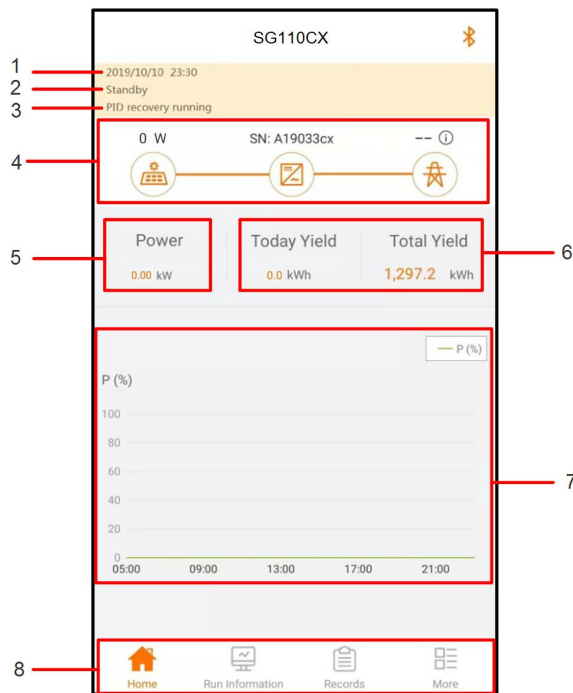 SG110CX
1
2019/10/10 23:30
2
Standby
3
PID recovery running
4
0 W SN: A19033cx -- 
5
Power Today Yield Total Yield
6
0.00 kW 0.0 kWh 1,297.2 kWh
P (%)
P (%)
100
80
60
7
40
20
0
05:00 09:00 13:00 17:00 21:00
8
Home Run Information Records More